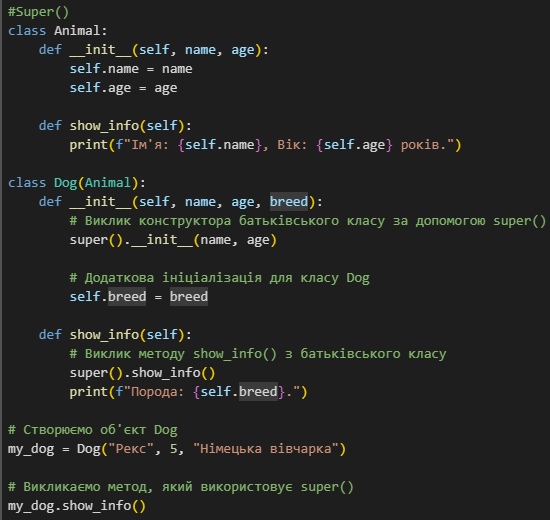 #Super()
class Animal:
    def __init__(self, name, age):
        self.name = name
        self.age = age

    def show_info(self):
        print(f"Ім'я: {self.name}, Вік: {self.age} років.")

class Dog(Animal):
    def __init__(self, name, age, breed):
        # Виклик конструктора батьківського класу за допомогою super()
        super().__init__(name, age)

        # Додаткова ініціалізація для класу Dog
        self.breed = breed

    def show_info(self):
        # Виклик методу show_info() з батьківського класу
        super().show_info()
        print(f"Порода: {self.breed}.")

# Створюємо об'єкт Dog
my_dog = Dog("Рекс", 5, "Німецька вівчарка")

# Викликаємо метод, який використовує super()
my_dog.show_info()